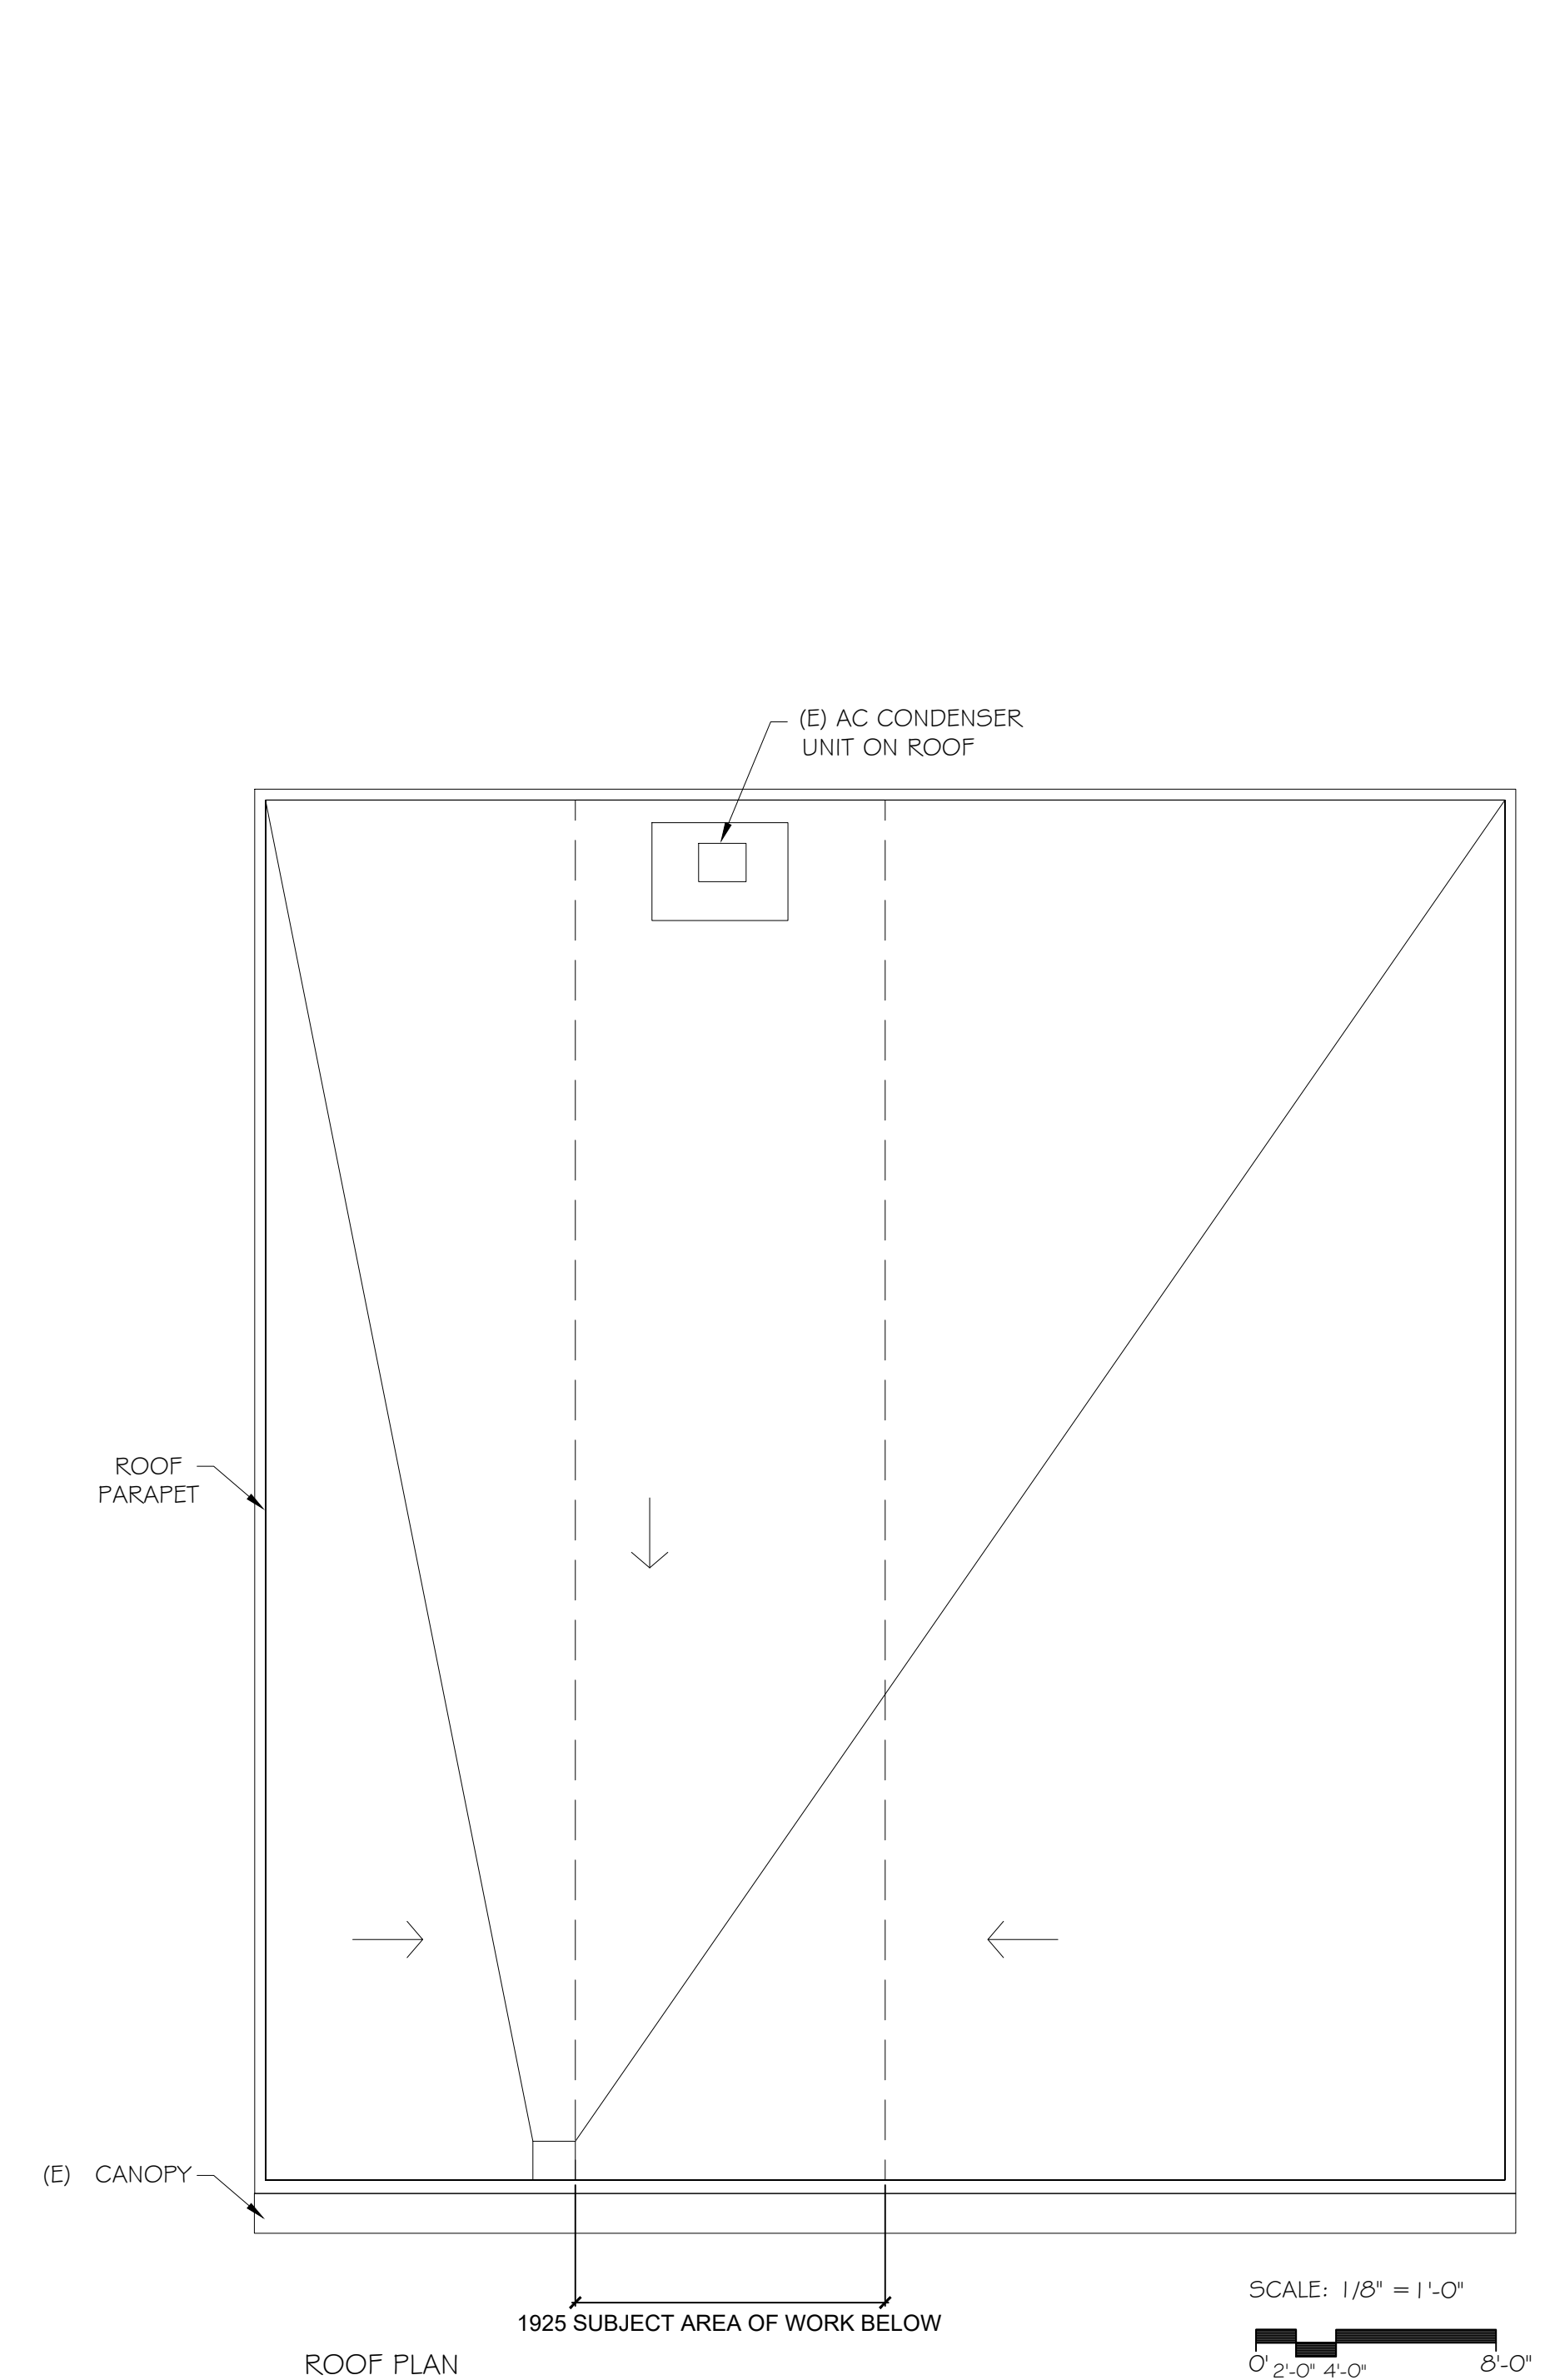 (E) AC CONDENSER
UNIT ON ROOF
ROOF
PARAPET
(E) CANOPY
SCALE: 1/8" = 1'-0"
1925 SUBJECT AREA OF WORK BELOW
ROOF PLAN
0' 2'-0" 4'-0" 8'-0"